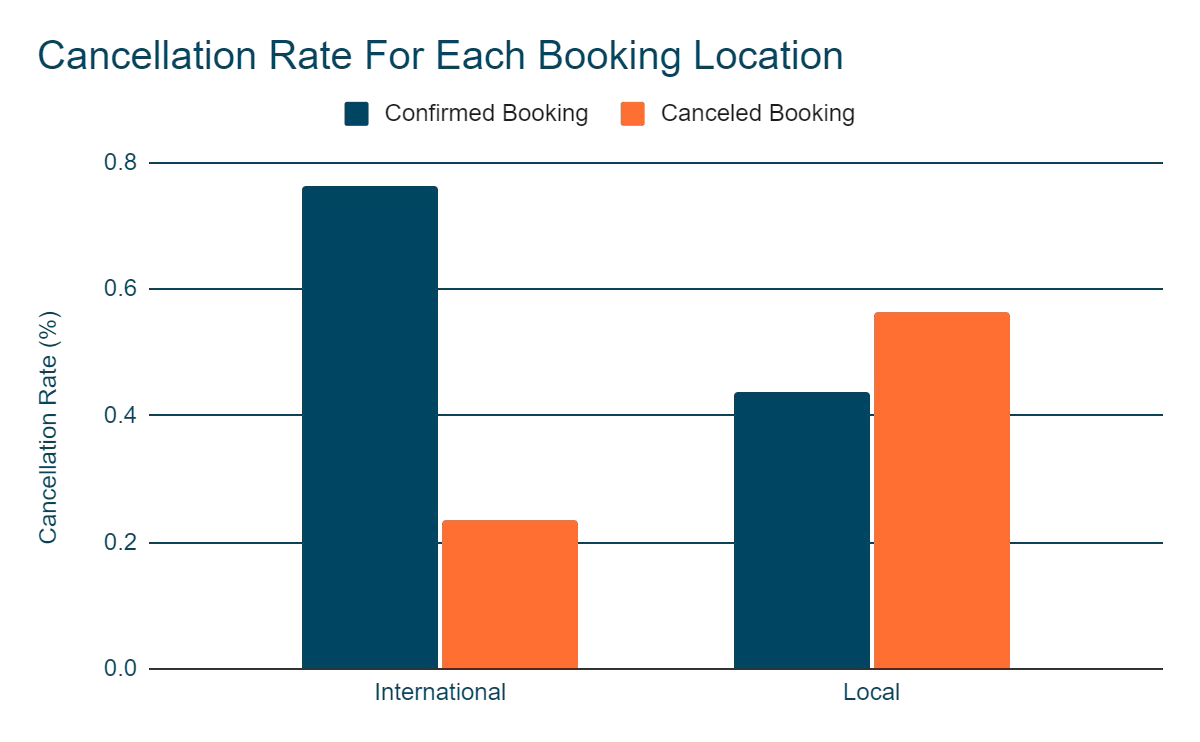 Cancellation Rate For Each Booking Location
Confirmed Booking Canceled Booking
0.8
0.6
0.4
0.2
0.0
Cancellation Rate (%)
International Local